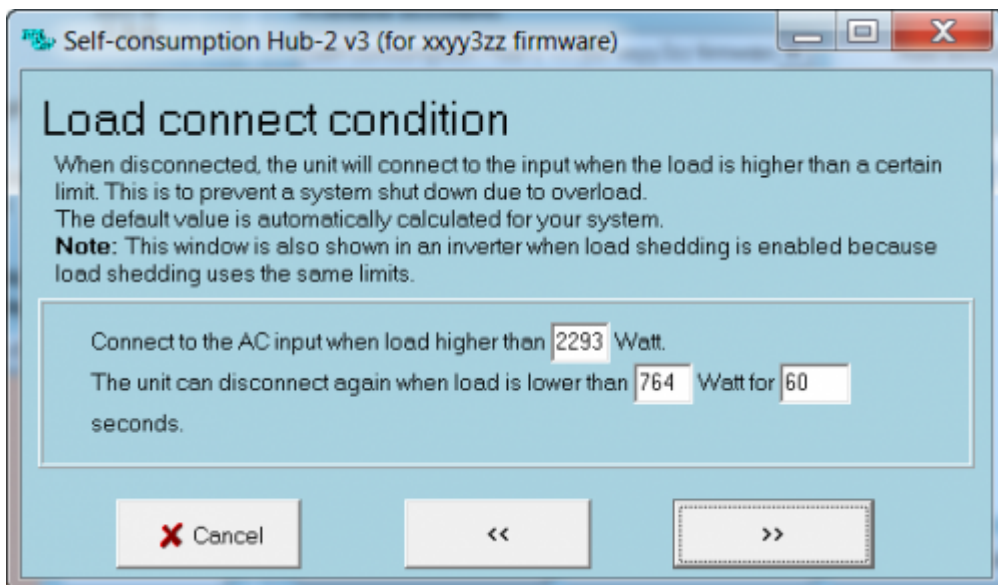 Self-consumption Hub-2 v3 (for xxyy3zz firmware)
Load connect condition
When disconnected, the unit will connect to the input when the load is higher than a certain
limit. This is to prevent a system shut down due to overload.
The default value is automatically calculated for your system.
Note: This window is also shown in an inverter when load shedding is enabled because
load shedding uses the same limits.
Connect to the AC input when load higher than 2293 Watt.
The unit can disconnect again when load is lower than 764 Watt for 60
seconds.
Cancel << >>